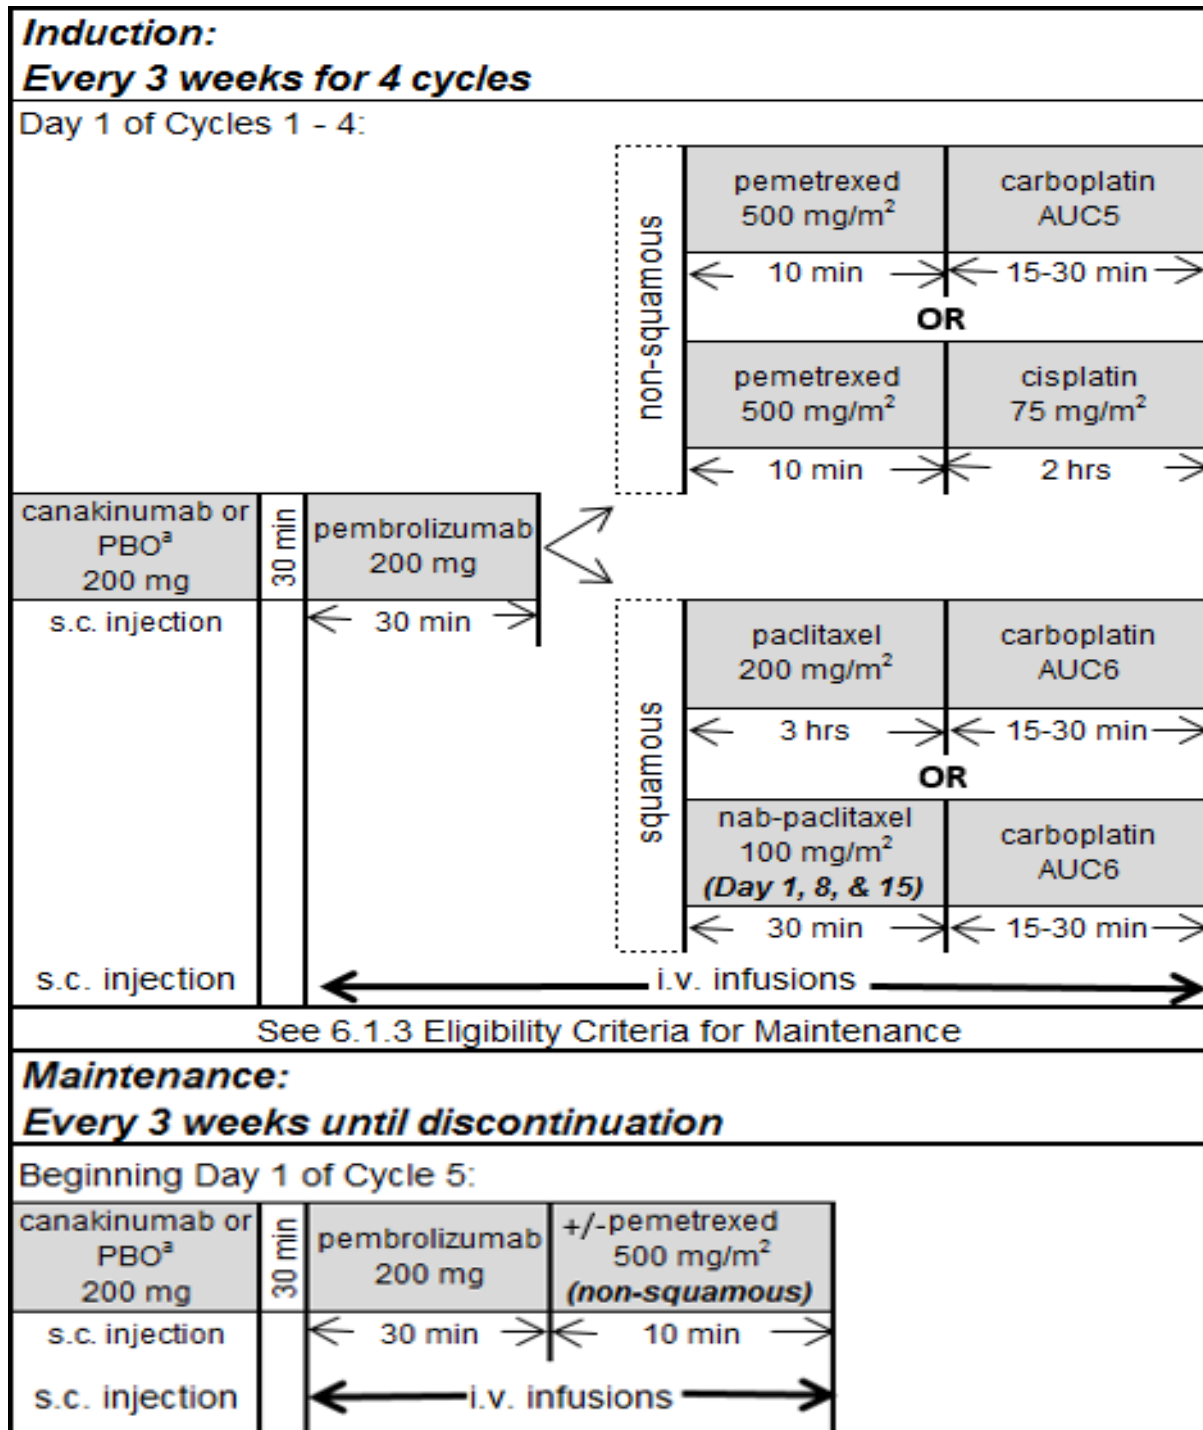 Induction:
Every 3 weeks for 4 cycles
Day 1 of Cycles 1 - 4:
non-squamous
pemetrexed
500 mg/m²
carboplatin
AUC5
10 min
15-30 min
OR
pemetrexed
500 mg/m²
cisplatin
75 mg/m²
10 min
2 hrs
canakinumab or
PBOᵃ
200 mg
30 min
pembrolizumab
200 mg
s.c. injection
30 min
squamous
paclitaxel
200 mg/m²
carboplatin
AUC6
3 hrs
15-30 min
OR
nab-paclitaxel
100 mg/m²
(Day 1, 8, & 15)
carboplatin
AUC6
30 min
15-30 min
s.c. injection
i.v. infusions
See 6.1.3 Eligibility Criteria for Maintenance
Maintenance:
Every 3 weeks until discontinuation
Beginning Day 1 of Cycle 5:
canakinumab or
PBOᵃ
200 mg
30 min
pembrolizumab
200 mg
+/-pemetrexed
500 mg/m²
(non-squamous)
s.c. injection
30 min
10 min
s.c. injection
i.v. infusions